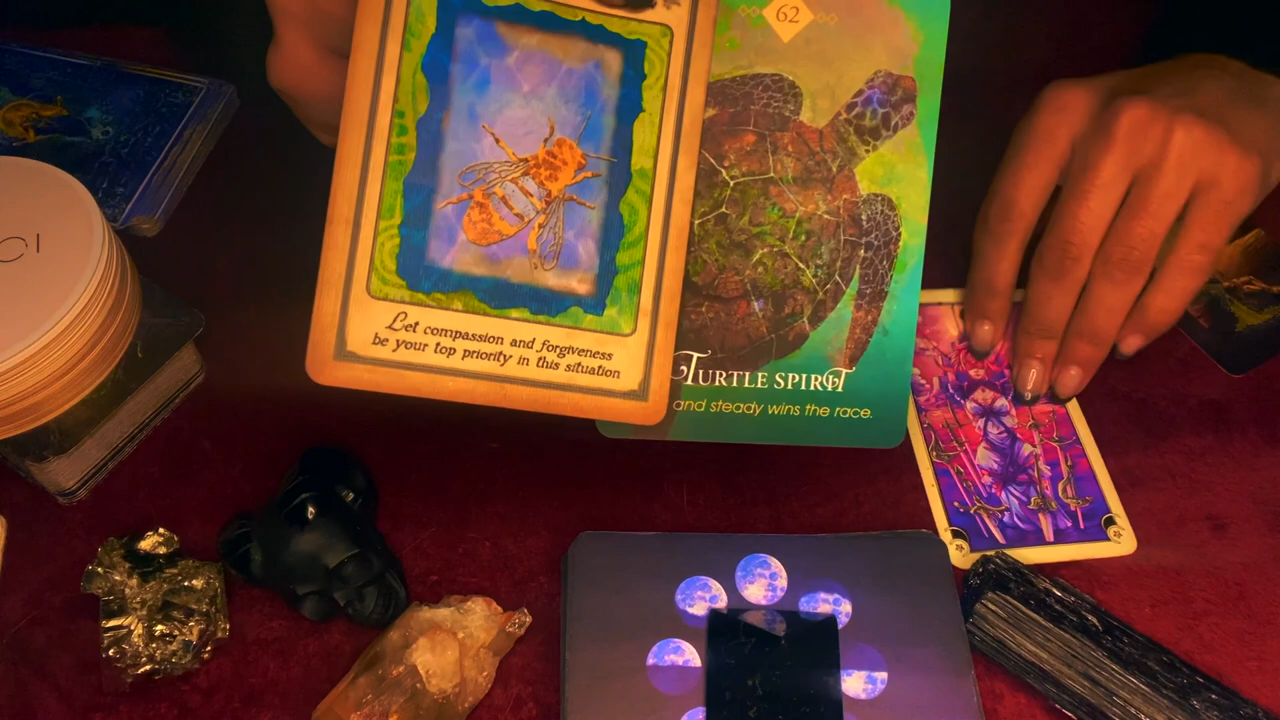 62
Let compassion and forgiveness
be your top priority in this situation
TURTLE SPIRIT
and steady wins the race.